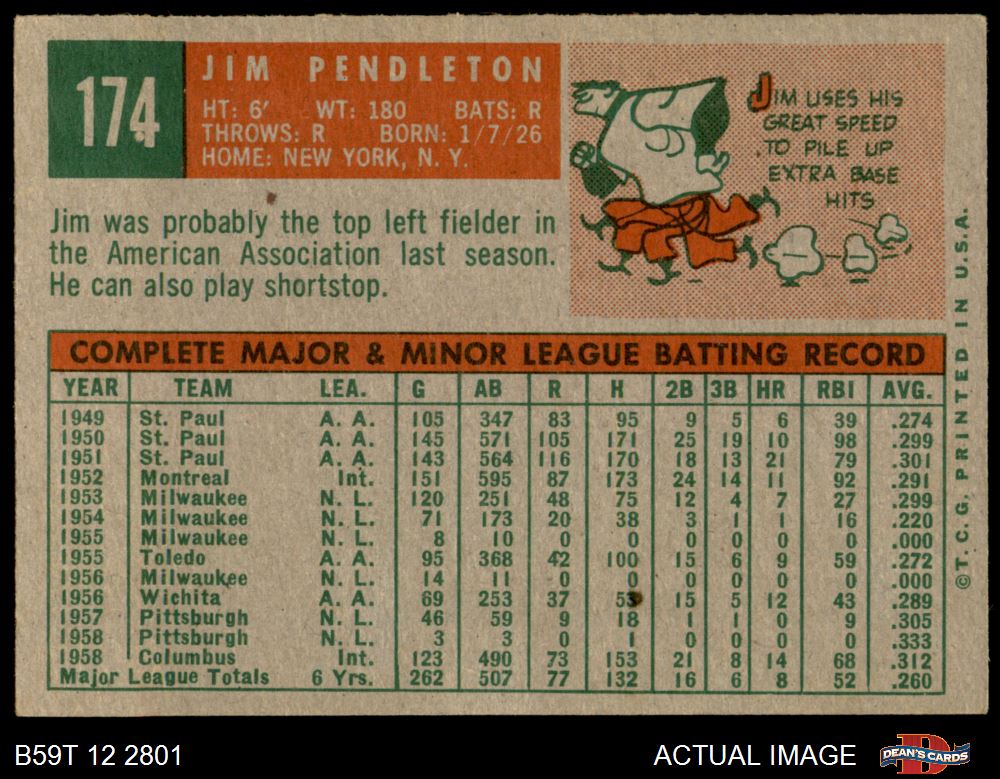 174
JIM PENDLETON
HT: 6' WT: 180 BATS: R
THROWS: R BORN: 1/7/26
HOME: NEW YORK, N. Y.
JIM USES HIS
GREAT SPEED
TO PILE UP
EXTRA BASE
HITS
Jim was probably the top left fielder in
the American Association last season.
He can also play shortstop.
COMPLETE MAJOR & MINOR LEAGUE BATTING RECORD
YEAR TEAM LEA. G AB R H 2B 3B HR RBI AVG.
1949 St. Paul A. A. 105 347 83 95 9 5 6 39 .274
1950 St. Paul A. A. 145 571 105 171 25 19 10 98 .299
1951 St. Paul A. A. 143 564 116 170 18 13 21 79 .301
1952 Montreal Int. 151 595 87 173 24 14 11 92 .291
1953 Milwaukee N. L. 120 251 48 75 12 4 7 27 .299
1954 Milwaukee N. L. 71 173 20 38 3 1 1 16 .220
1955 Milwaukee N. L. 8 10 0 0 0 0 0 0 .000
1955 Toledo A. A. 95 368 42 100 15 6 9 59 .272
1956 Milwaukee N. L. 14 11 0 0 0 0 0 0 .000
1956 Wichita A. A. 69 253 37 53 15 5 12 43 .289
1957 Pittsburgh N. L. 46 59 9 18 1 1 0 9 .305
1958 Pittsburgh N. L. 3 3 0 1 0 0 0 0 .333
1958 Columbus Int. 123 490 73 153 21 8 14 68 .312
Major League Totals 6 Yrs. 262 507 77 132 16 6 8 52 .260
©T. C. G. PRINTED IN U.S.A.
B59T 12 2801
ACTUAL IMAGE
DEAN'S CARDS